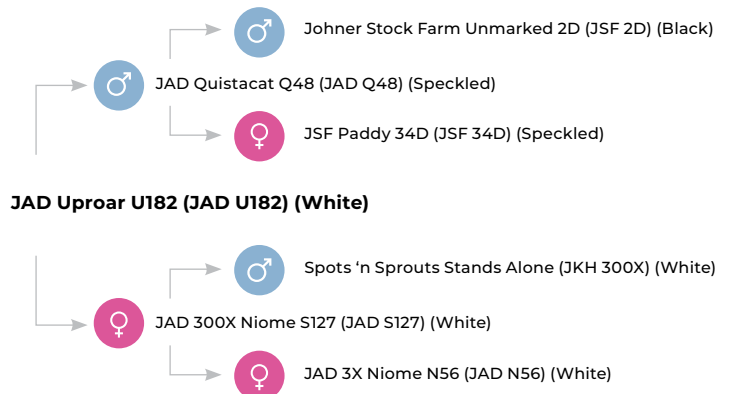 Johner Stock Farm Unmarked 2D (JSF 2D) (Black)
JAD Quistacat Q48 (JAD Q48) (Speckled)
JSF Paddy 34D (JSF 34D) (Speckled)
JAD Uproar U182 (JAD U182) (White)
Spots ‘n Sprouts Stands Alone (JKH 300X) (White)
JAD 300X Niome S127 (JAD S127) (White)
JAD 3X Niome N56 (JAD N56) (White)